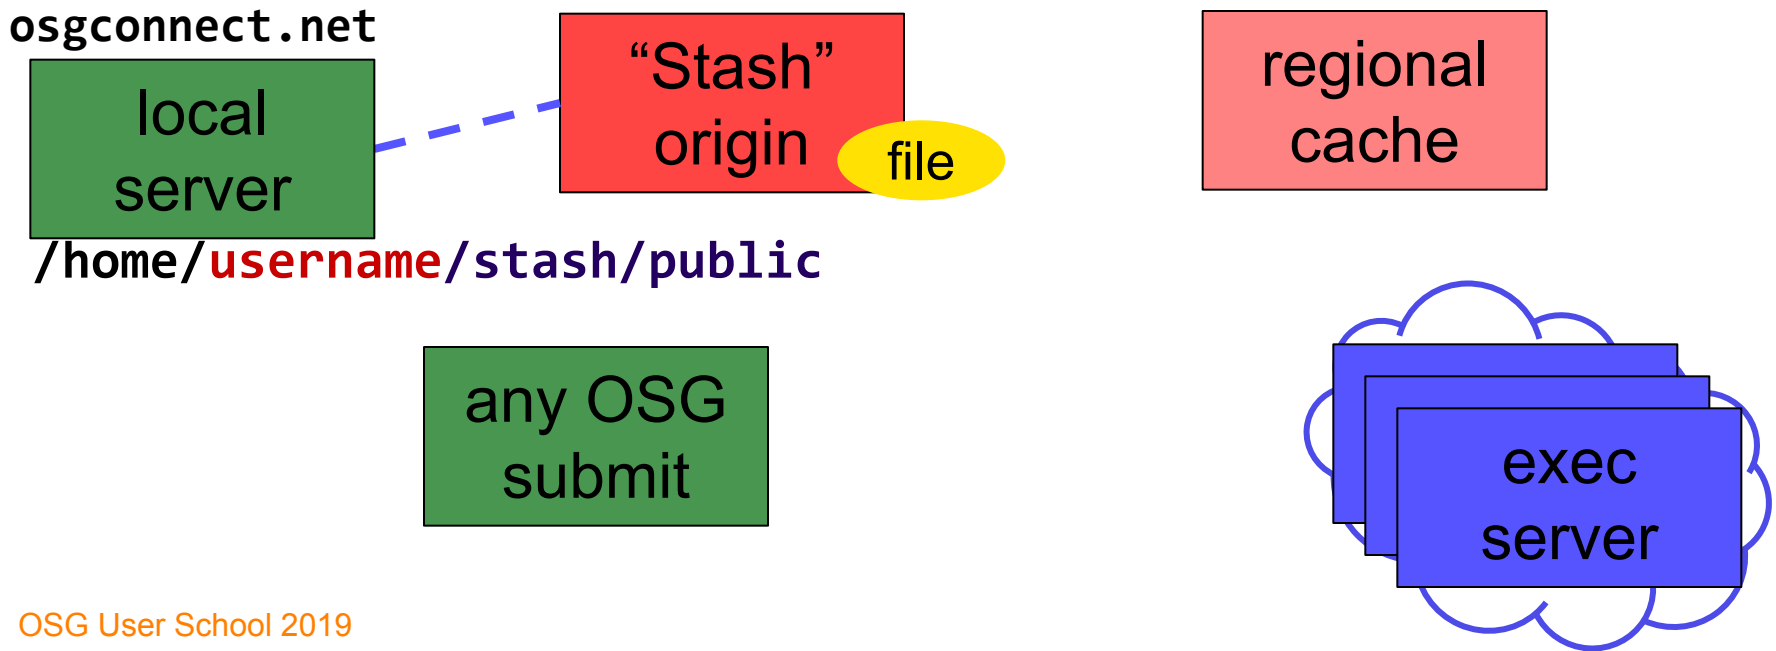 osgconnect.net
local
server
“Stash”
origin
file
regional
cache
/home/username/stash/public
any OSG
submit
exec
server
OSG User School 2019